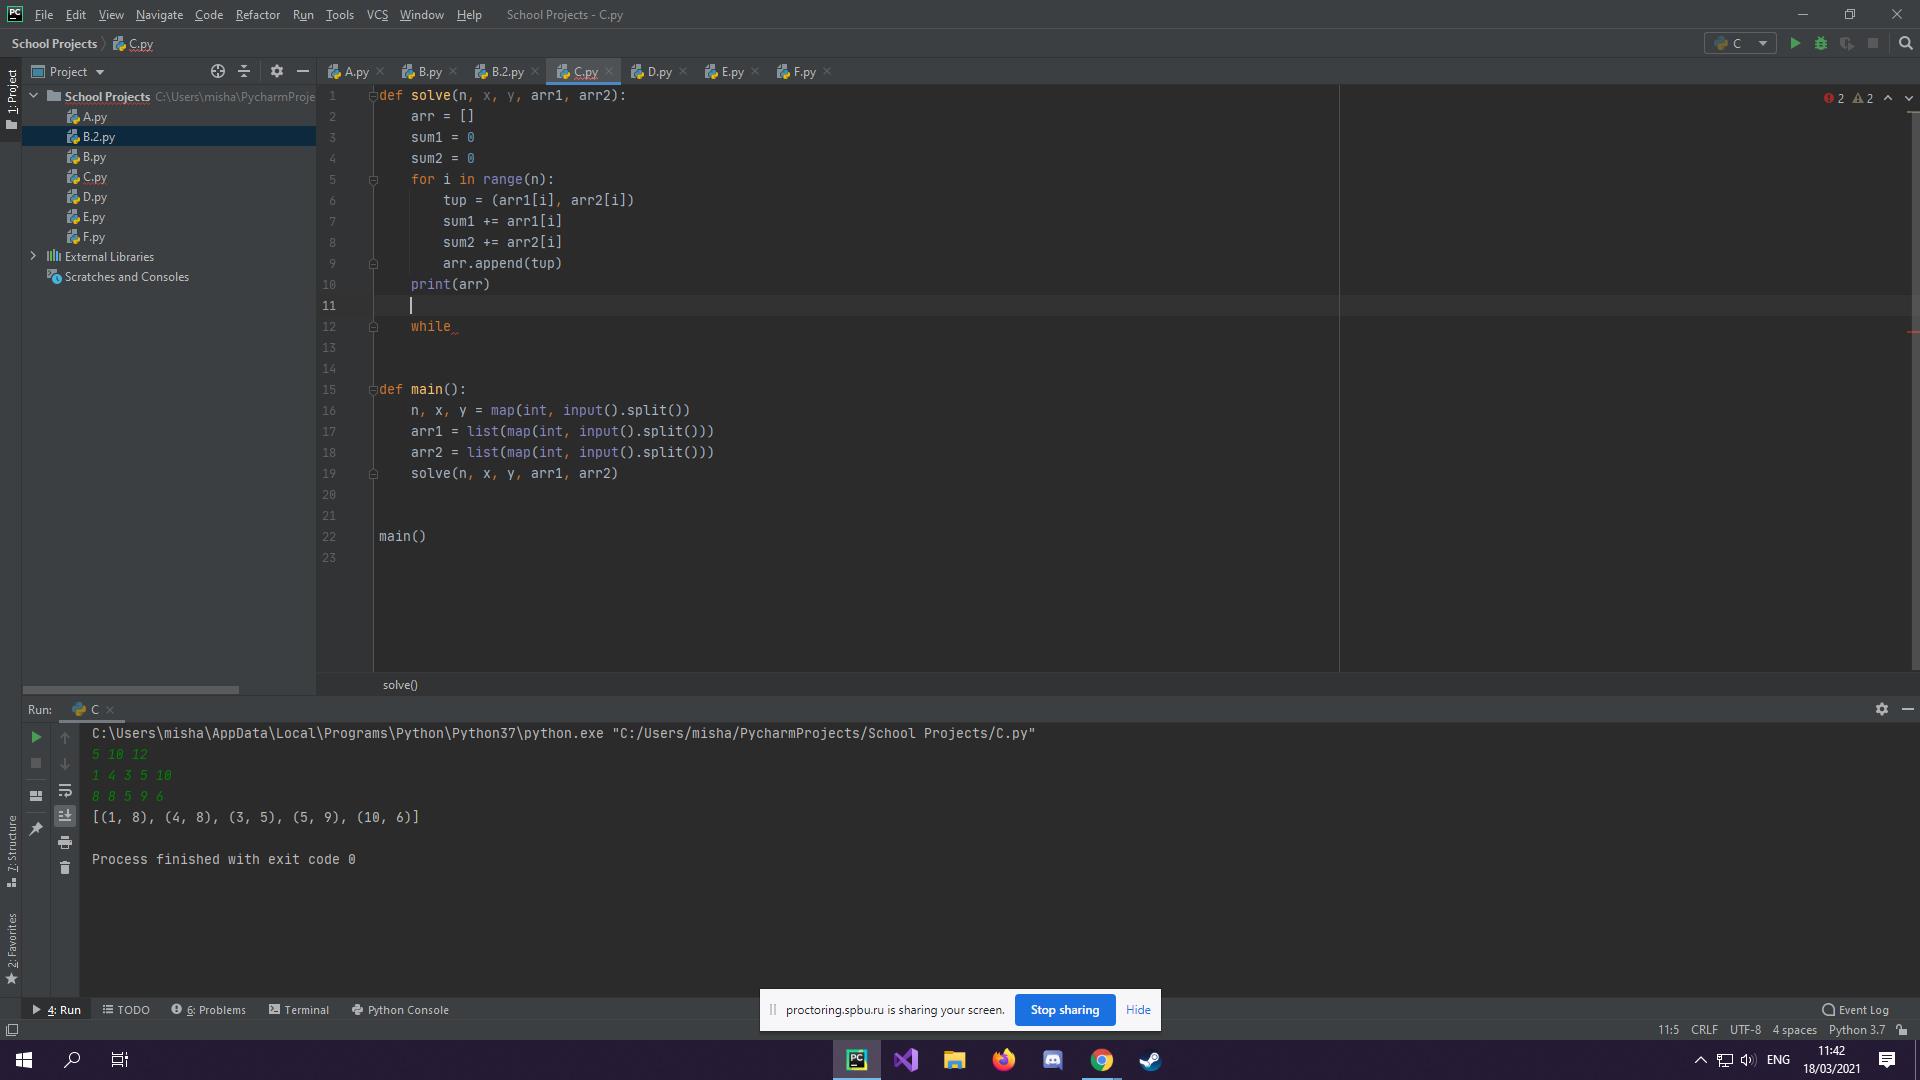 PC File Edit View Navigate Code Refactor Run Tools VCS Window Help School Projects - C.py
School Projects C.py C
Project A.py B.py B.2.py C.py D.py E.py F.py
1: Project
School Projects C:\Users\misha\PycharmProje
A.py
B.2.py
B.py
C.py
D.py
E.py
F.py
External Libraries
Scratches and Consoles
2 2
1 def solve(n, x, y, arr1, arr2):
2 arr = []
3 sum1 = 0
4 sum2 = 0
5 for i in range(n):
6 tup = (arr1[i], arr2[i])
7 sum1 += arr1[i]
8 sum2 += arr2[i]
9 arr.append(tup)
10 print(arr)
11
12 while
13
14
15 def main():
16 n, x, y = map(int, input().split())
17 arr1 = list(map(int, input().split()))
18 arr2 = list(map(int, input().split()))
19 solve(n, x, y, arr1, arr2)
20
21
22 main()
23
solve()
Run: C
C:\Users\misha\AppData\Local\Programs\Python\Python37\python.exe "C:/Users/misha/PycharmProjects/School Projects/C.py"
5 10 12
1 4 3 5 10
8 8 5 9 6
[(1, 8), (4, 8), (3, 5), (5, 9), (10, 6)]
Process finished with exit code 0
7: Structure
2: Favorites
4: Run TODO 6: Problems Terminal Python Console
proctoring.spbu.ru is sharing your screen. Stop sharing Hide
Event Log
11:5 CRLF UTF-8 4 spaces Python 3.7
PC
ENG
11:42
18/03/2021